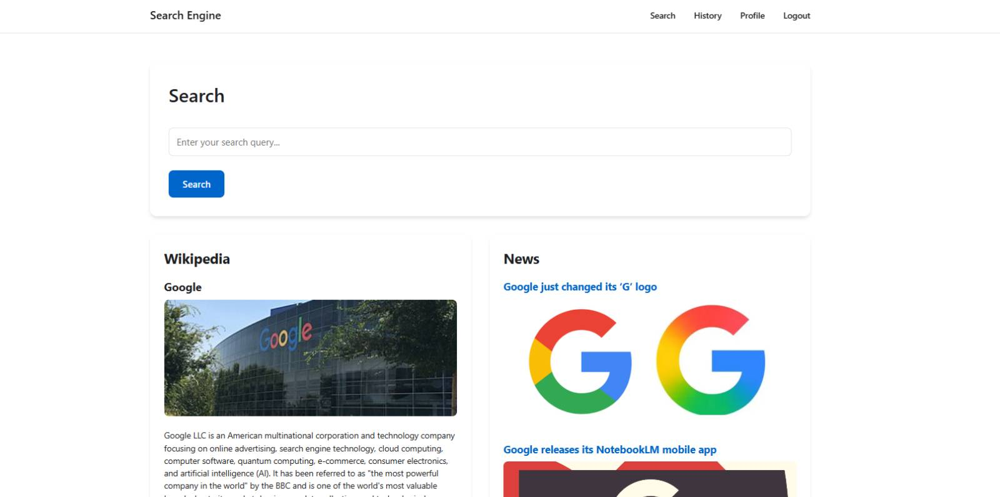 Search Engine
Search
History
Profile
Logout
Search
Enter your search query...
Search
Wikipedia
Google
Google
Google LLC is an American multinational corporation and technology company
focusing on online advertising, search engine technology, cloud computing,
computer software, quantum computing, e-commerce, consumer electronics,
and artificial intelligence (AI). It has been referred to as "the most powerful
company in the world" by the BBC and is one of the world's most valuable
News
Google just changed its ‘G’ logo
Google releases its NotebookLM mobile app